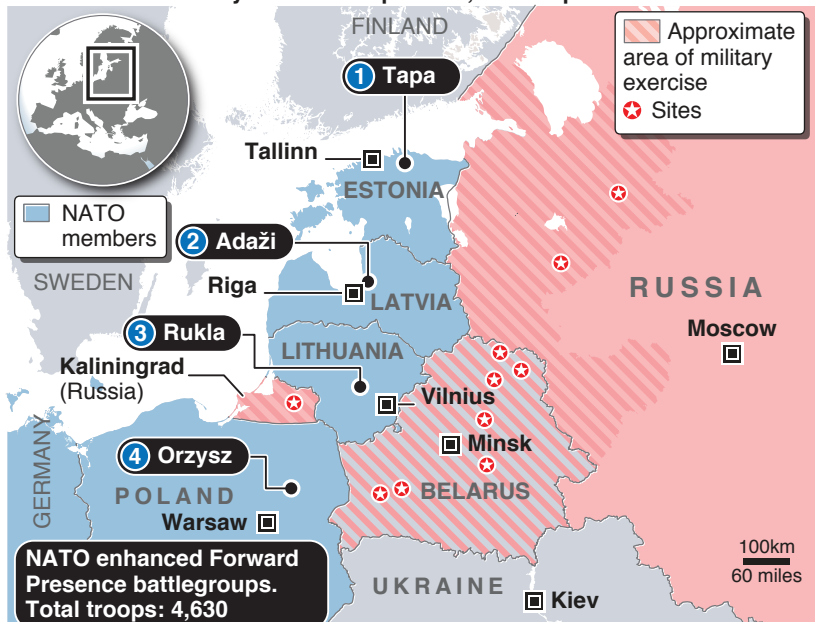 FINLAND
Approximate
area of military
exercise
Sites
1 Tapa
Tallinn
ESTONIA
NATO
members
2 Adaži
SWEDEN
Riga
LATVIA
RUSSIA
Moscow
3 Rukla
LITHUANIA
Kaliningrad
(Russia)
Vilnius
Minsk
GERMANY
4 Orzysz
BELARUS
POLAND
Warsaw
NATO enhanced Forward
Presence battlegroups.
Total troops: 4,630
UKRAINE
Kiev
100km
60 miles